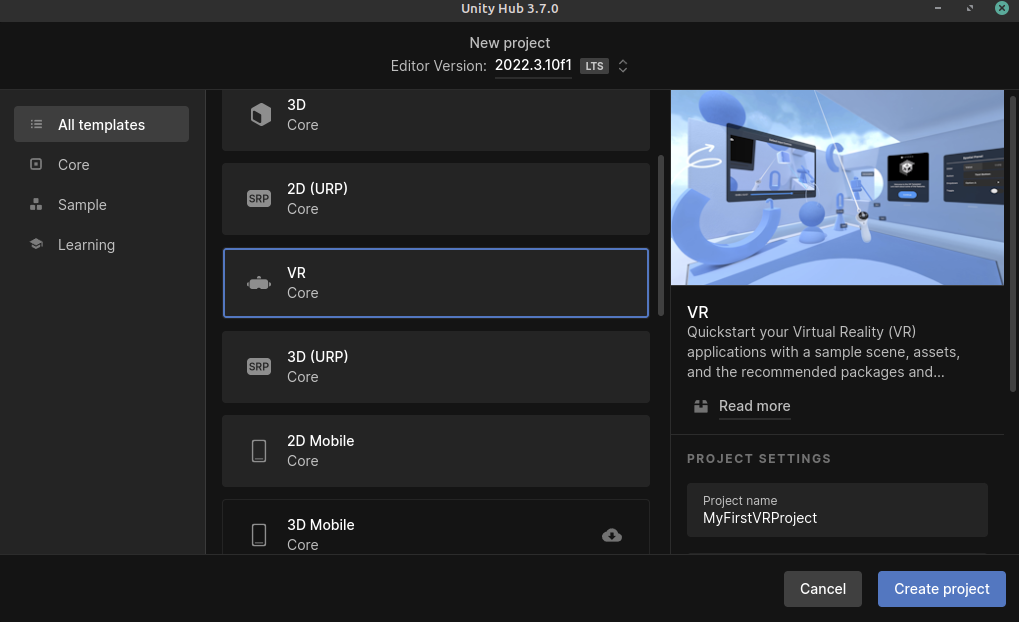 Unity Hub 3.7.0
New project
Editor Version: 2022.3.10f1 LTS
All templates
Core
Sample
Learning
3D
Core
SRP
2D (URP)
Core
VR
Core
SRP
3D (URP)
Core
2D Mobile
Core
3D Mobile
Core
VR
Quickstart your Virtual Reality (VR)
applications with a sample scene, assets,
and the recommended packages and...
Read more
PROJECT SETTINGS
Project name
MyFirstVRProject
Cancel
Create project